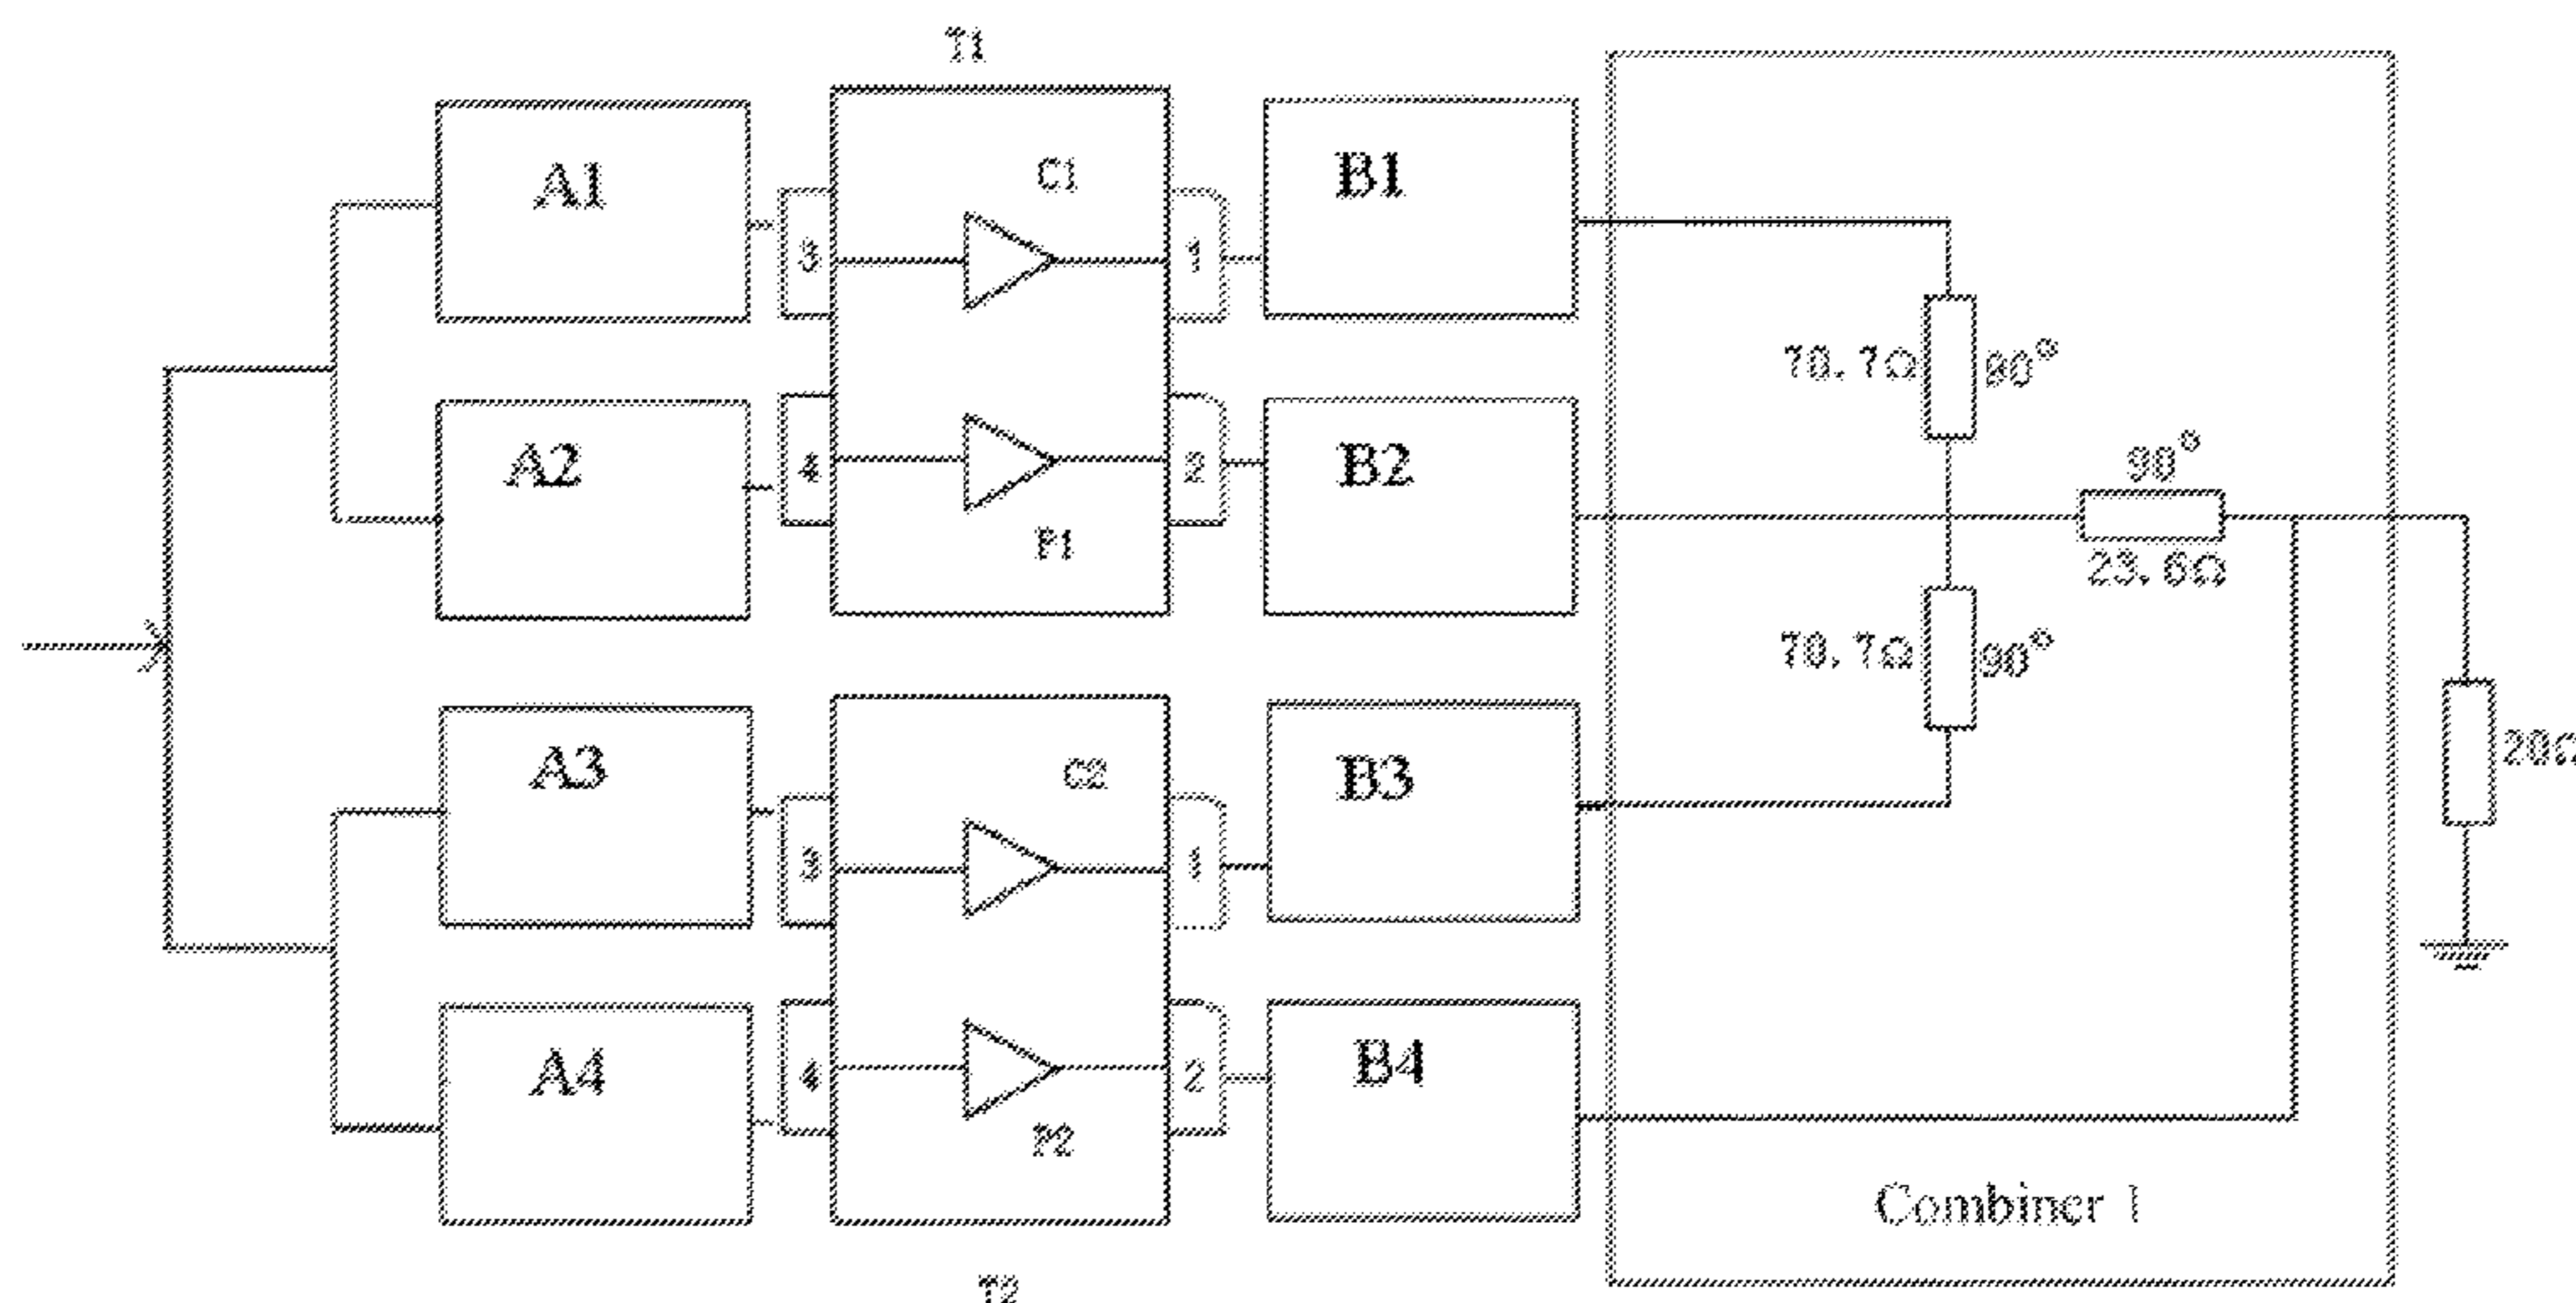 T1
A1
C1
B1
3
1
70.7Ω
90°
A2
4
2
B2
90°
P1
23.6Ω
70.7Ω
90°
A3
C2
B3
20Ω
3
1
A4
4
2
B4
P2
Combiner 1
T2